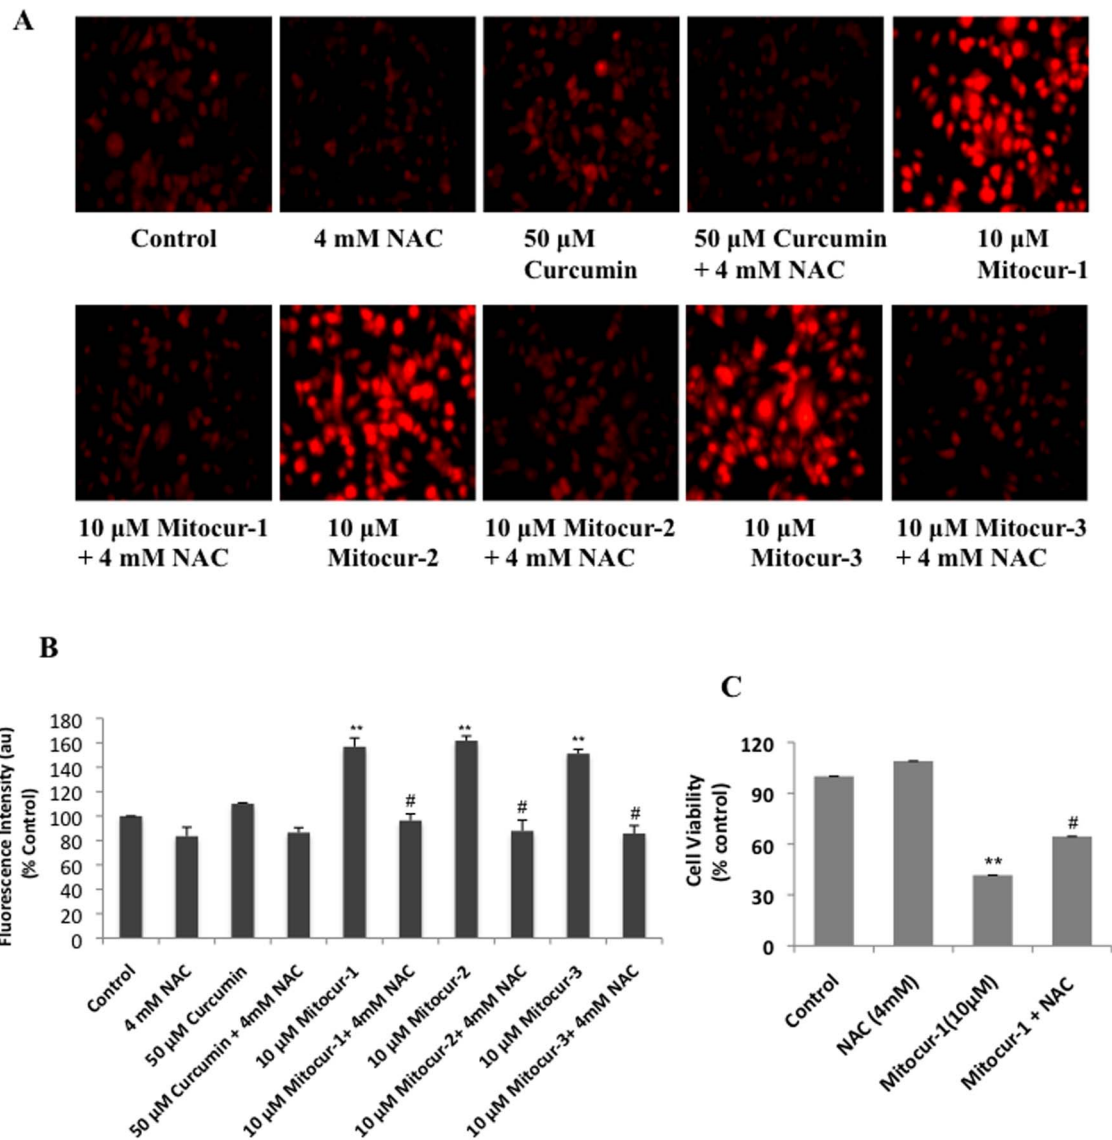 A
Control
4 mM NAC
50 µM
Curcumin
50 µM Curcumin
+ 4 mM NAC
10 µM
Mitocur-1
10 µM Mitocur-1
+ 4 mM NAC
10 µM
Mitocur-2
10 µM Mitocur-2
+ 4 mM NAC
10 µM
Mitocur-3
10 µM Mitocur-3
+ 4 mM NAC
B
Fluorescence Intensity (au)
(% Control)
180
160
140
120
100
80
60
40
20
0
**
#
**
#
**
#
Control
4 mM NAC
50 µM Curcumin
50 µM Curcumin + 4mM NAC
10 µM Mitocur-1
10 µM Mitocur-1+ 4mM NAC
10 µM Mitocur-2
10 µM Mitocur-2+ 4mM NAC
10 µM Mitocur-3
10 µM Mitocur-3+ 4mM NAC
C
Cell Viability
(% control)
120
90
60
30
0
**
#
Control
NAC (4mM)
Mitocur-1(10µM)
Mitocur-1 + NAC